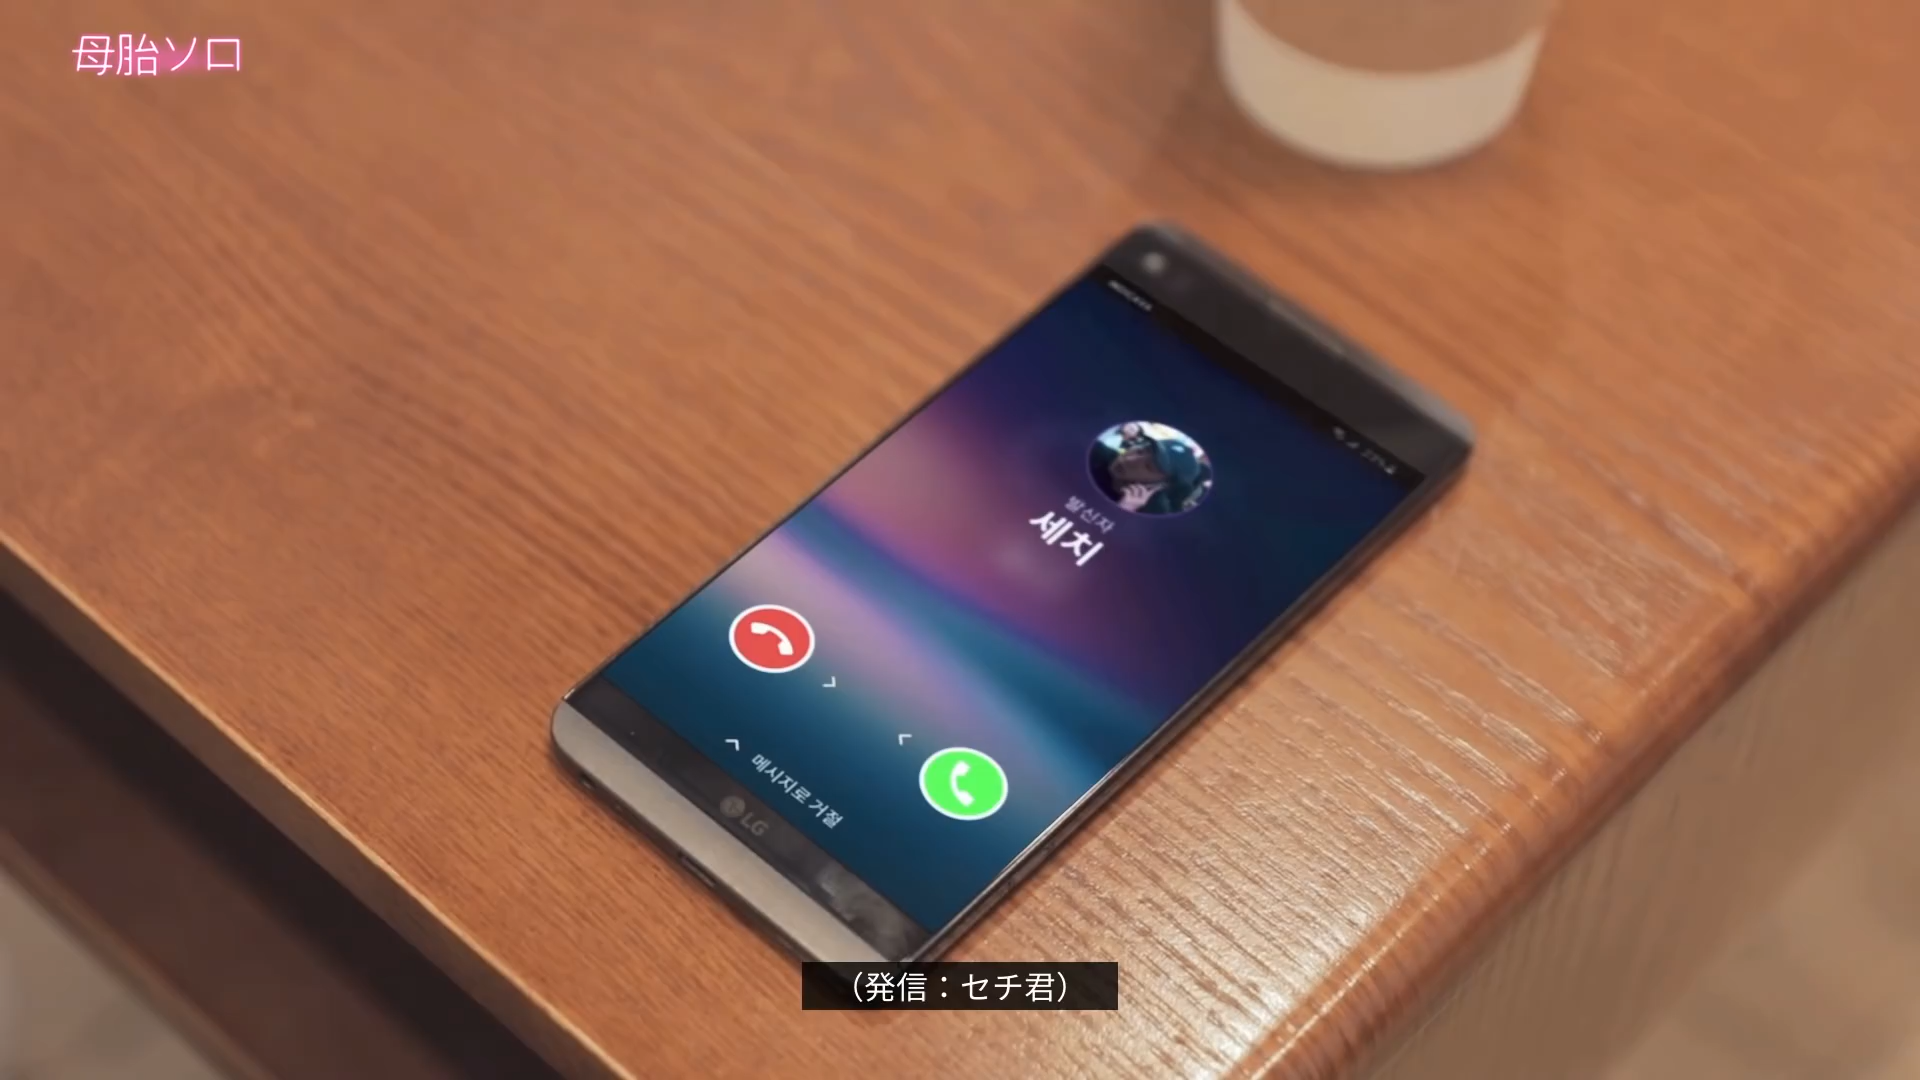 母胎ソロ
발신자
세치
메시지로 거절
LG
（発信：セチ君）